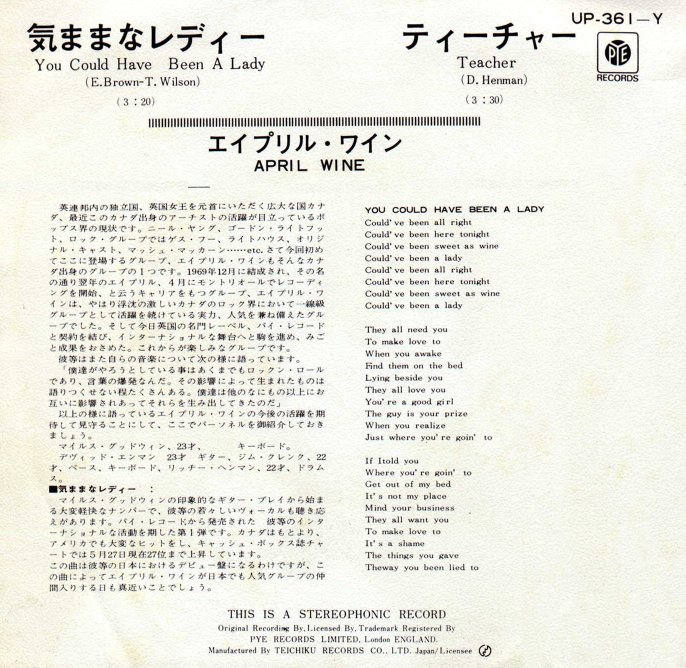 気ままなレディー
You Could Have Been A Lady
(E.Brown-T. Wilson)
(3:20)
ティーチャー
Teacher
(D. Henman)
(3:30)
UP-361-Y
PYE
RECORDS
エイプリル・ワイン
APRIL WINE
英連邦内の独立国、英国女王を元首にいただく広大な国カナ
ダ、最近このカナダ出身のアーチストの活躍が目立っているポ
ップス界の現状です。ニール・ヤング、ゴードン・ライトフッ
ト、ロック・グループではゲス・フー、ライトハウス、オリジ
ナル・キャスト、マッシュ・マッカーン……etc. さて今回初め
てここに登場するグループ、エイプリル・ワインもそんなカナ
ダ出身のグループの1つです。1969年12月に結成され、その名
の通り翌年のエイプリル、4月にモントリオールでレコーディ
ングを開始、と云うキャリアをもつグループ、エイプリル・ワ
インは、やはり浮沈の激しいカナダのロック界において一線級
グループとして活躍を続けている実力、人気を兼ね備えたグル
ープでした。そして今日英国の名門レーベル、パイ・レコード
と契約を結び、インターナショナルな舞台へと駒を進め、みご
と成果をおさめた。これからが楽しみなグループです。
彼等はまた自らの音楽について次の様に語っています。
「僕達がやろうとしている事はあくまでもロックン・ロール
であり、言葉の爆発なんだ。その影響によって生まれたものは
語りつくせない程たくさんある。僕達は他のなにもの以上にお
互いに影響されあってそれらを生み出してきたのだ」
以上の様に語っているエイプリル・ワインの今後の活躍を期
待して見守ることにして、ここでパーソネルを御紹介しておき
ましょう。
マイルス・グッドウィン、23才、 キーボード。
デヴィッド・エンマン 23才 ギター、ジム・クレンク、22
才、ベース、キーボード、リッチー・ヘンマン、22才、ドラム
ス。
■気ままなレディー :
マイルス・グッドウィンの印象的なギター・プレイから始ま
る大変軽快なナンバーで、彼等の若々しいヴォーカルも聴き応
えがあります。パイ・レコードから発売された 彼等のインタ
ーナショナルな活動を期した第1弾です。カナダはもとより、
アメリカでも大変なヒットをし、キャッシュ・ボックス誌チャ
ートでは5月27日現在27位まで上昇しています。
この曲は彼等の日本におけるデビュー盤になるわけですが、こ
の曲によってエイプリル・ワインが日本でも人気グループの仲
間入りする日も真近いことでしょう。
YOU COULD HAVE BEEN A LADY
Could've been all right
Could've been here tonight
Could've been sweet as wine
Could've been a lady
Could've been all right
Could've been here tonight
Could've been sweet as wine
Could've been a lady
They all need you
To make love to
When you awake
Find them on the bed
Lying beside you
They all love you
You're a good girl
The guy is your prize
When you realize
Just where you're goin' to
If Itold you
Where you're goin' to
Get out of my bed
It's not my place
Mind your business
They all want you
To make love to
It's a shame
The things you gave
Theway you been lied to
THIS IS A STEREOPHONIC RECORD
Original Recording By, Licensed By, Trademark Registered By
PYE RECORDS LIMITED, London ENGLAND.
Manufactured By TEICHIKU RECORDS CO., LTD. Japan/Licensee